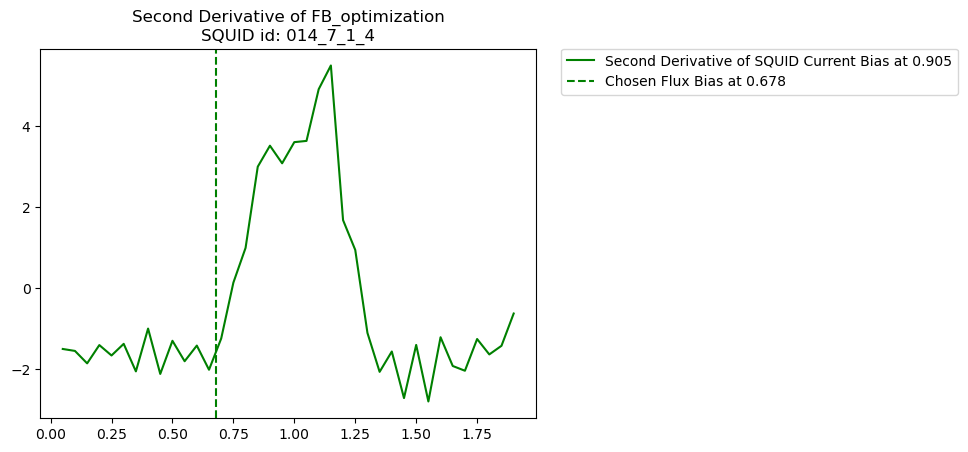 Second Derivative of FB_optimization
SQUID id: 014_7_1_4
Second Derivative of SQUID Current Bias at 0.905
Chosen Flux Bias at 0.678
4
2
0
−2
0.00 0.25 0.50 0.75 1.00 1.25 1.50 1.75